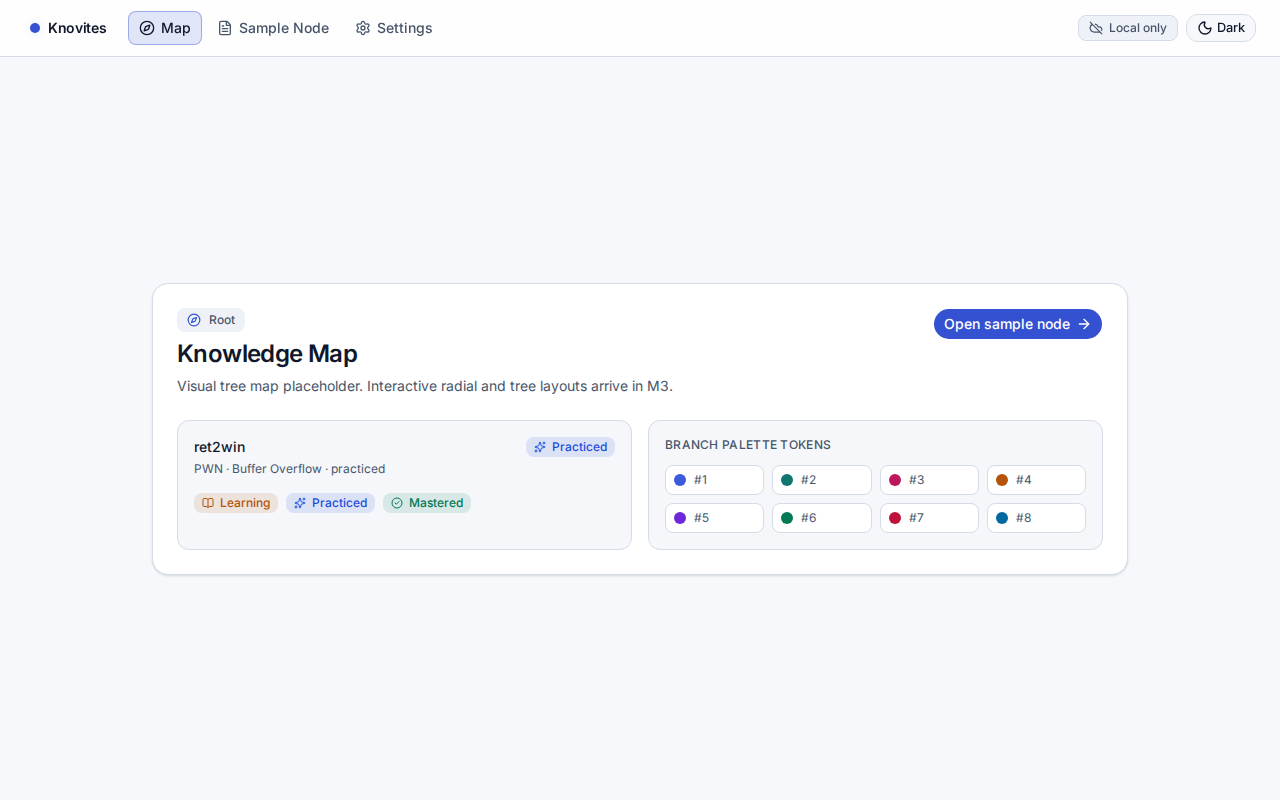 Knovites
Map
Sample Node
Settings
Local only
Dark
Root
Open sample node
Knowledge Map
Visual tree map placeholder. Interactive radial and tree layouts arrive in M3.
ret2win
Practiced
PWN · Buffer Overflow · practiced
Learning
Practiced
Mastered
BRANCH PALETTE TOKENS
#1
#2
#3
#4
#5
#6
#7
#8